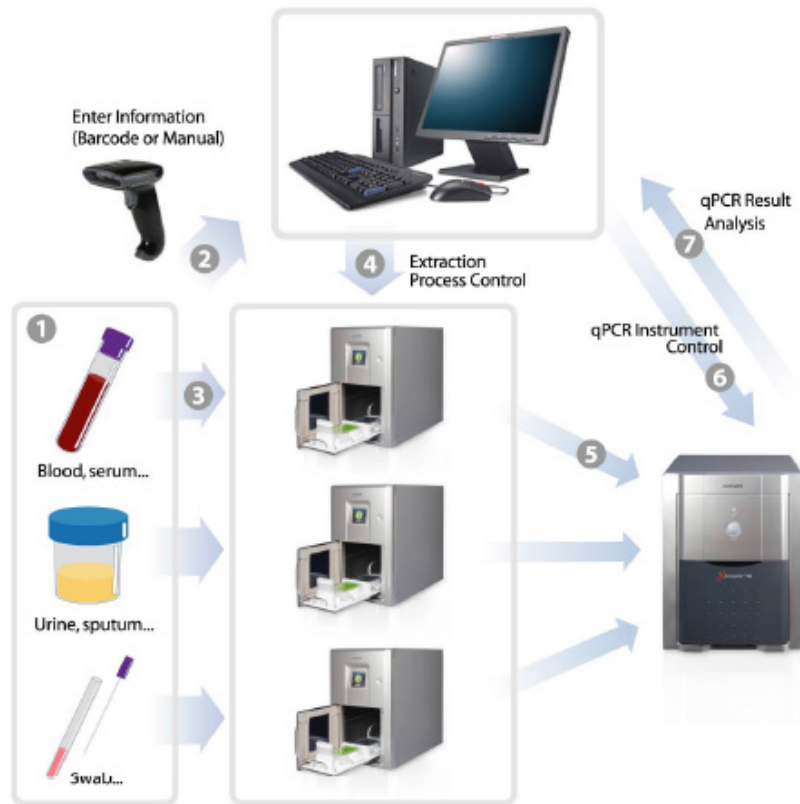 Enter Information
(Barcode or Manual)
2
qPCR Result
Analysis
7
4
Extraction
Process Control
qPCR Instrument
Control
6
1
3
Blood, serum...
5
Urine, sputum...
Swab...